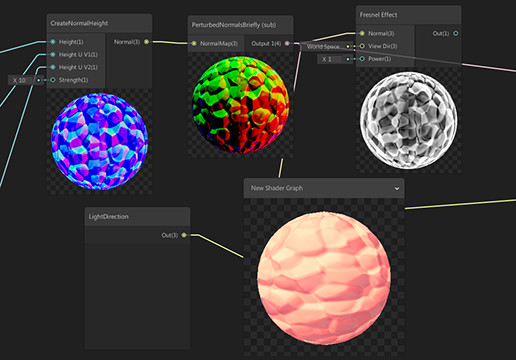 CreateNormalHeight
Height(1)
Normal(3)
Height U V1(1)
Height U V2(1)
X 10
Strength(1)
PerturbedNormalsBriefly (sub)
NormalMap(3)
Output 1(4)
Fresnel Effect
Normal(3)
Out(1)
World Space
View Dir(3)
X 1
Power(1)
New Shader Graph
LightDirection
Out(3)